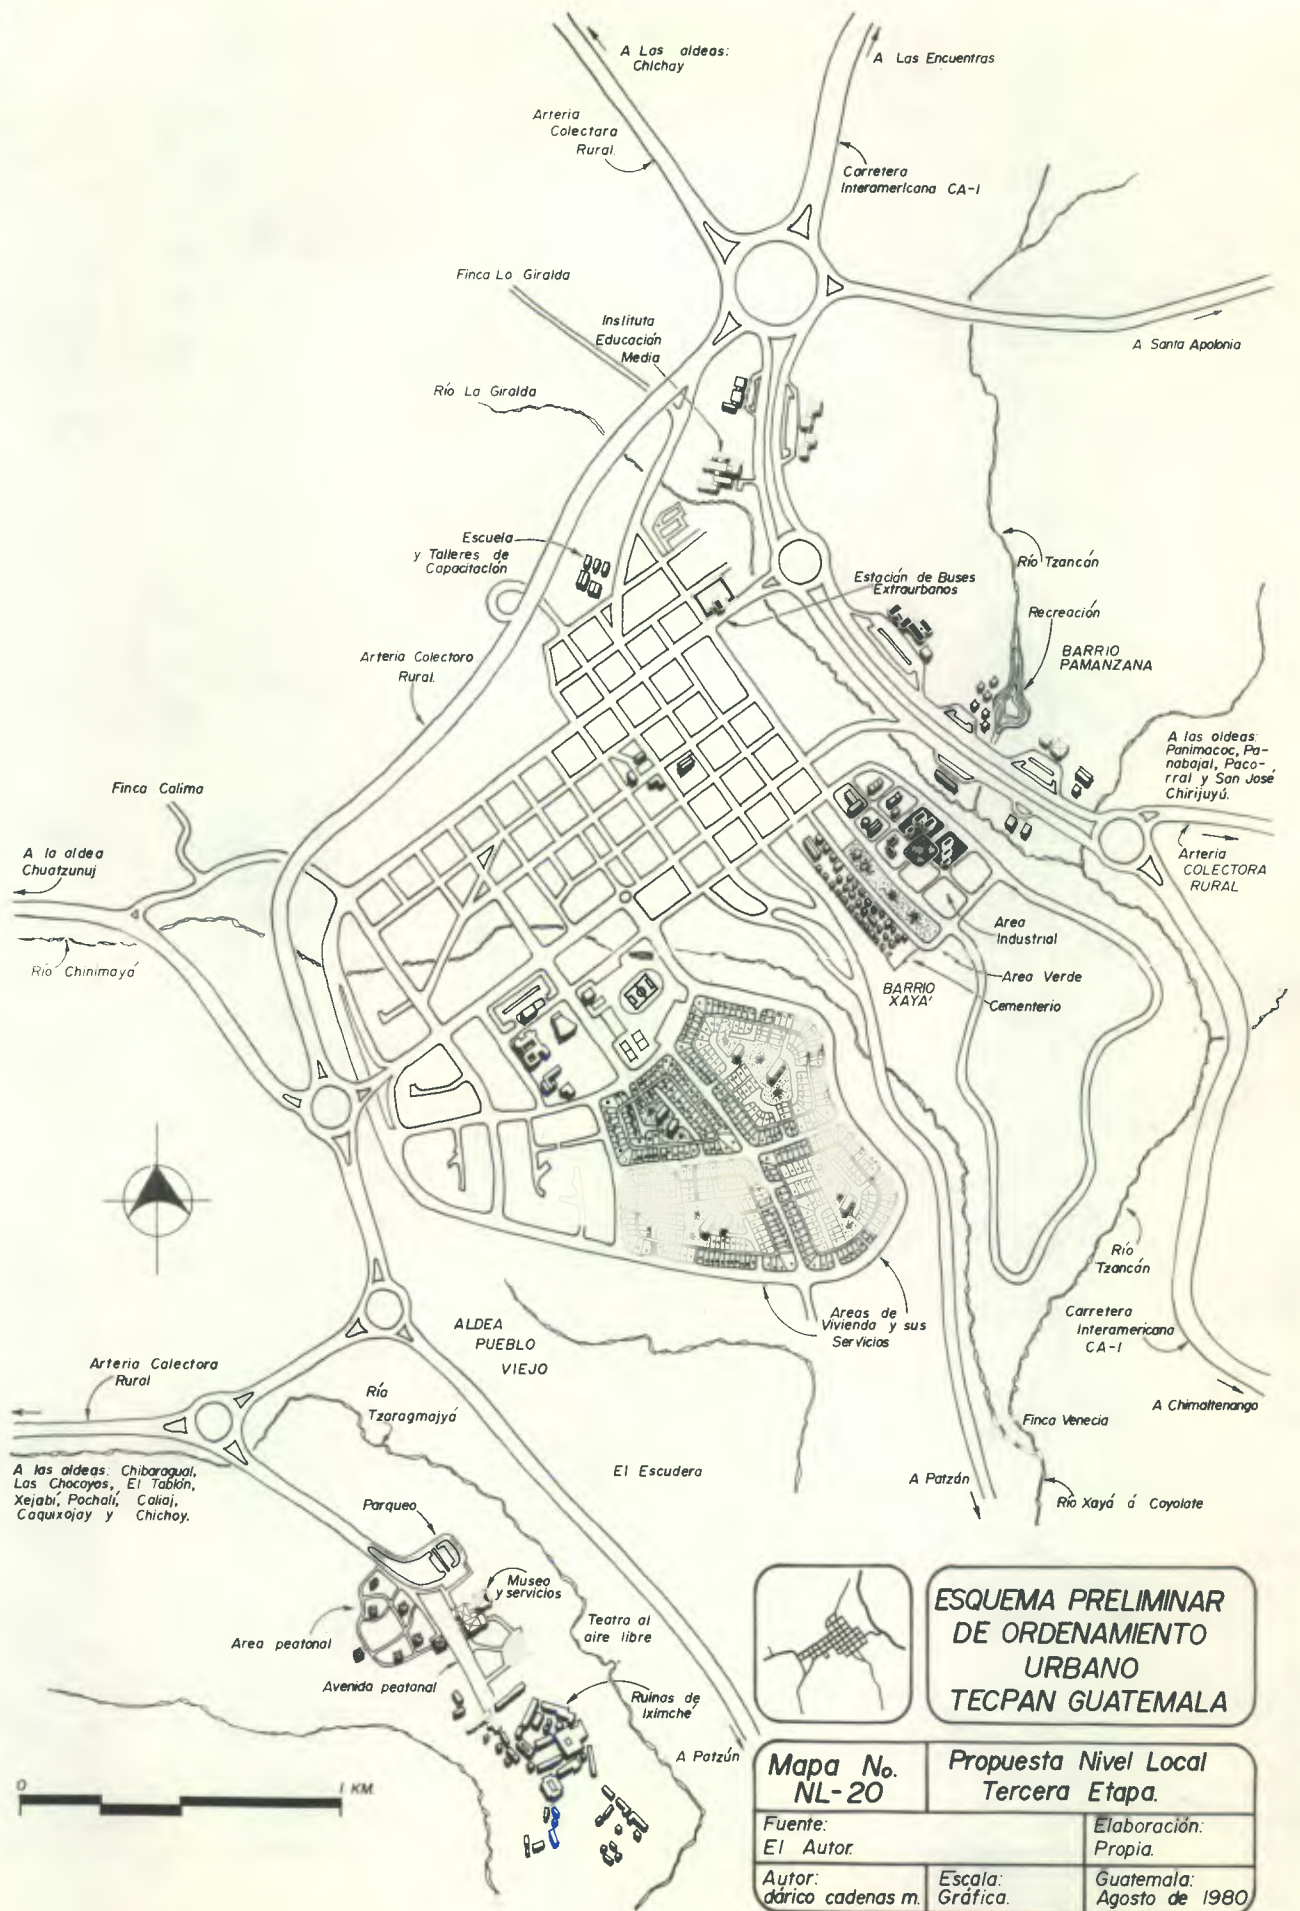 A Las aldeas:
Chichay
A Las Encuentras
Arteria
Colectara
Rural.
Carretera
Interamericana CA-1
Finca Lo Giralda
Instituta
Educación
Media
A Santa Apolonia
Río La Giralda
Escuela
y Talleres de
Capacitación
Río Tzancán
Estación de Buses
Extraurbanos
Recreación
BARRIO
PAMANZANA
Arteria Colectoro
Rural.
A las aldeas:
Panimacoc, Pa-
nabajal, Paco-
rral y San José
Chirijuyú.
Finca Calima
A la aldea
Chuatzunuj
Arteria
COLECTORA
RURAL
Area
Industrial
Río Chinimayá
Area Verde
BARRIO
XAYA'
Cementerio
Río
Tzancán
Areas de
Vivienda y sus
Servicios
Carretera
Interamericana
CA-1
ALDEA
PUEBLO
VIEJO
Arteria Calectora
Rural
Ría
Tzaragmajyá
A Chimaltenango
Finca Venecia
A las aldeas: Chibaragual,
Las Chocoyos, El Tablón,
Xejabí, Pochalí, Caliaj,
Caquixojay y Chichoy.
El Escudera
A Patzún
Río Xayá á Coyolate
Parqueo
Museo
y servicios
Teatra al
aire libre
Area peatonal
Avenida peatanal
Ruinas de
Iximché
A Patzún
0
1 KM.
ESQUEMA PRELIMINAR
DE ORDENAMIENTO
URBANO
TECPAN GUATEMALA
Mapa No.
NL-20
Propuesta Nivel Local
Tercera Etapa.
Fuente:
El Autor.
Elaboración:
Propia.
Autor:
dárico cadenas m.
Escala:
Gráfica.
Guatemala:
Agosto de 1980